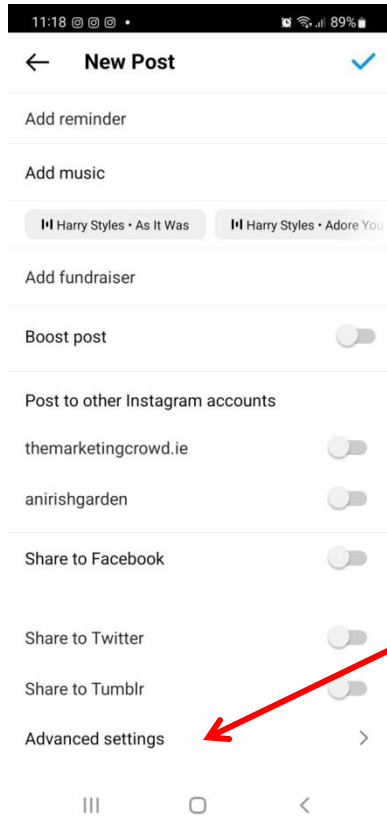 11:18
89%
New Post
Add reminder
Add music
Harry Styles • As It Was
Harry Styles • Adore You
Add fundraiser
Boost post
Post to other Instagram accounts
themarketingcrowd.ie
anirishgarden
Share to Facebook
Share to Twitter
Share to Tumblr
Advanced settings